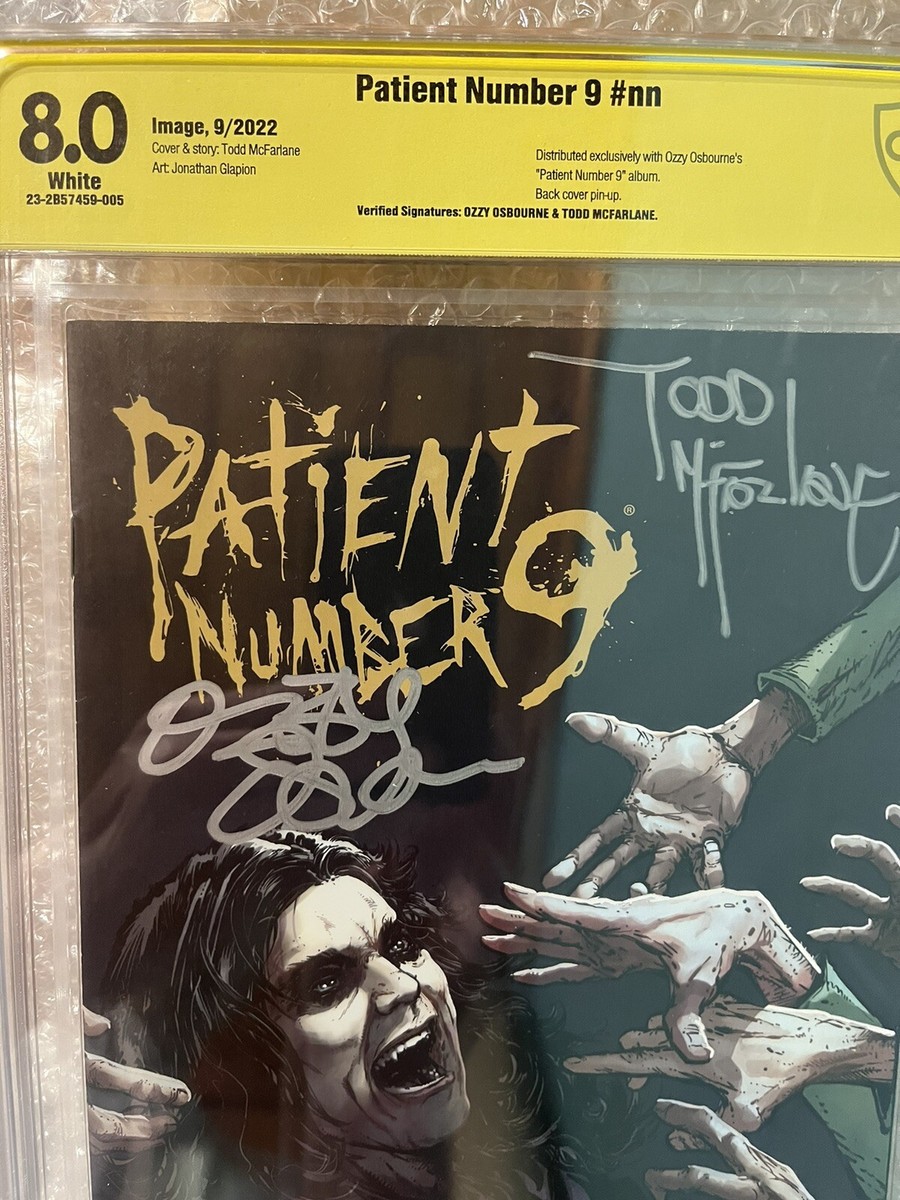 Patient Number 9 #nn
8.0
White
23-2B57459-005
Image, 9/2022
Cover & story: Todd McFarlane
Art: Jonathan Glapion
Distributed exclusively with Ozzy Osbourne's
"Patient Number 9" album.
Back cover pin-up.
Verified Signatures: OZZY OSBOURNE & TODD MCFARLANE.
TODD
McFarlane
PATIENT
NUMBER 9®
Ozzy